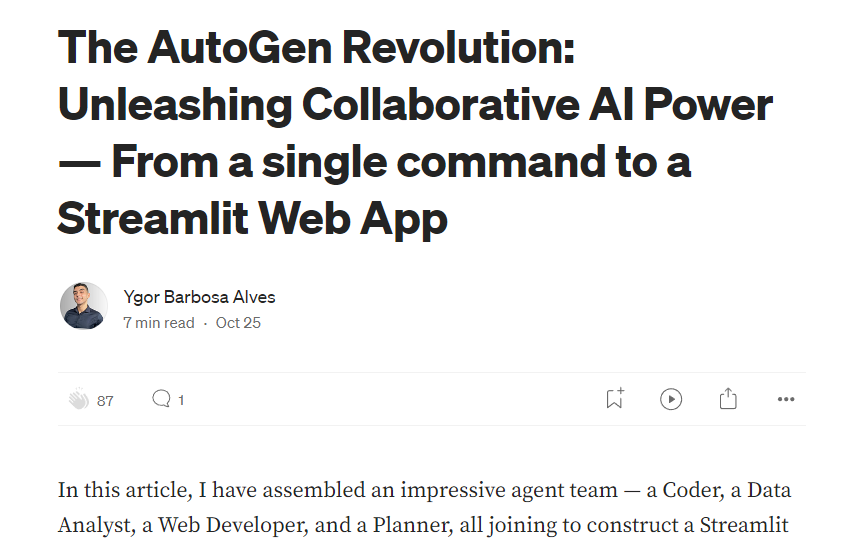 The AutoGen Revolution:
Unleashing Collaborative AI Power
— From a single command to a
Streamlit Web App
Ygor Barbosa Alves
7 min read · Oct 25
87 1
In this article, I have assembled an impressive agent team — a Coder, a Data
Analyst, a Web Developer, and a Planner, all joining to construct a Streamlit